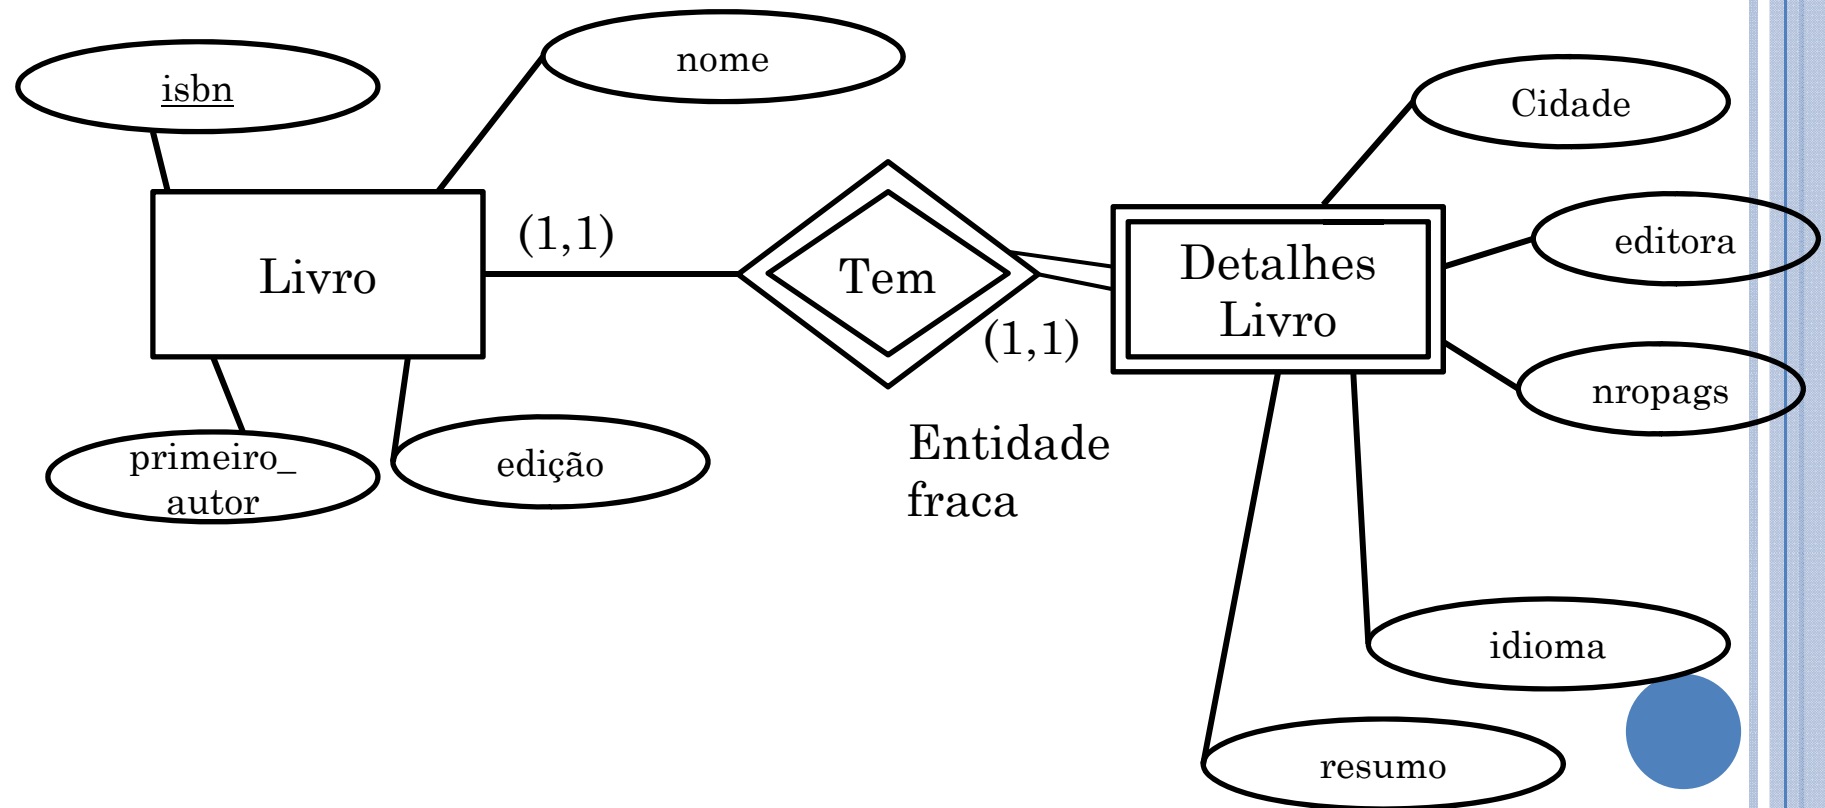 isbn
nome
Cidade
(1,1)
Livro
Tem
Detalhes
Livro
editora
(1,1)
nropags
primeiro_
autor
edição
Entidade
fraca
idioma
resumo